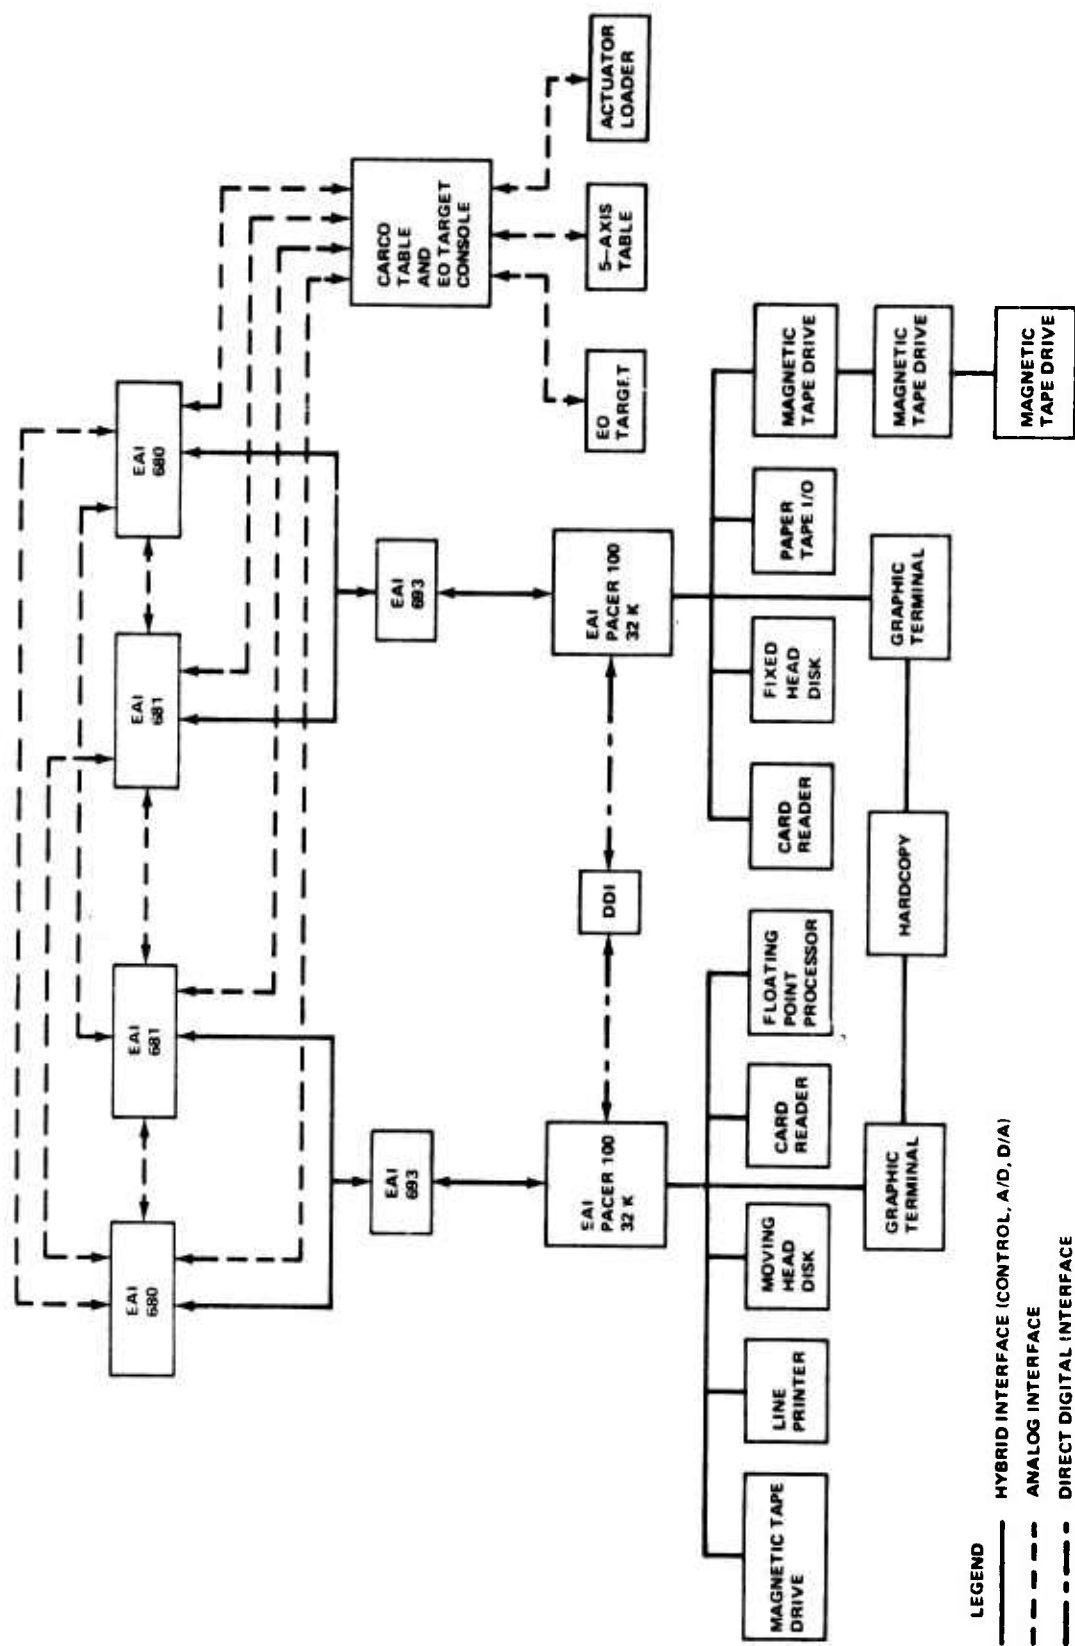 EAI
680
EAI
681
EAI
681
EAI
680
EAI
693
EAI
693
CARCO
TABLE
AND
EO TARGET
CONSOLE
EAI
PACER 100
32 K
DDI
EAI
PACER 100
32 K
EO
TARGET
5-AXIS
TABLE
ACTUATOR
LOADER
MAGNETIC TAPE
DRIVE
LINE
PRINTER
MOVING
HEAD
DISK
CARD
READER
FLOATING
POINT
PROCESSOR
CARD
READER
FIXED
HEAD
DISK
PAPER
TAPE I/O
MAGNETIC
TAPE DRIVE
GRAPHIC
TERMINAL
HARDCOPY
GRAPHIC
TERMINAL
MAGNETIC
TAPE DRIVE
MAGNETIC
TAPE DRIVE
LEGEND
HYBRID INTERFACE (CONTROL, A/D, D/A)
ANALOG INTERFACE
DIRECT DIGITAL INTERFACE